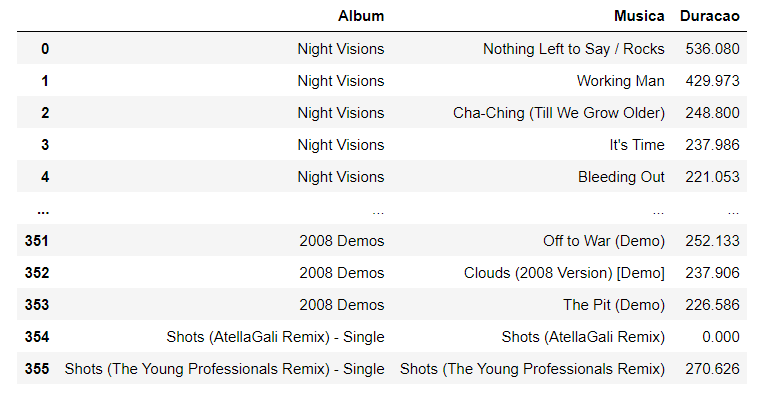 Album Musica Duracao
0 Night Visions Nothing Left to Say / Rocks 536.080
1 Night Visions Working Man 429.973
2 Night Visions Cha-Ching (Till We Grow Older) 248.800
3 Night Visions It's Time 237.986
4 Night Visions Bleeding Out 221.053
... ... ... ...
351 2008 Demos Off to War (Demo) 252.133
352 2008 Demos Clouds (2008 Version) [Demo] 237.906
353 2008 Demos The Pit (Demo) 226.586
354 Shots (AtellaGali Remix) - Single Shots (AtellaGali Remix) 0.000
355 Shots (The Young Professionals Remix) - Single Shots (The Young Professionals Remix) 270.626